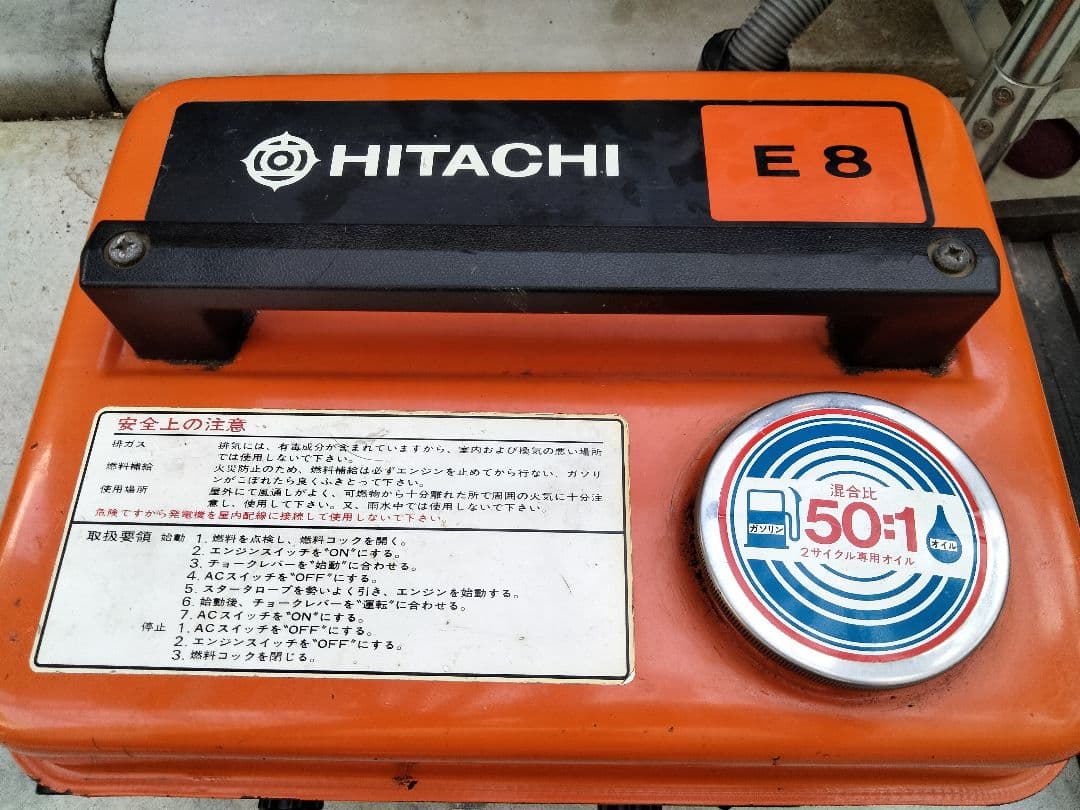 HITACHI
E 8
安全上の注意
排ガス 排気には、有毒成分が含まれていますから、室内および換気の悪い場所
では使用しないで下さい。
燃料補給 火災防止のため、燃料補給は必ずエンジンを止めてから行ない、ガソリ
ンがこぼれたら良くふきとって下さい。
使用場所 屋外にて風通しがよく、可燃物から十分離れた所で周囲の火気に十分注
意し、使用して下さい。又、雨水中では使用しないで下さい。
危険ですから発電機を屋内配線に接続して使用しないで下さい。
取扱要領 始動 1. 燃料を点検し、燃料コックを開く。
2. エンジンスイッチを"ON"にする。
3. チョークレバーを"始動"に合わせる。
4. ACスイッチを"OFF"にする。
5. スタータロープを勢いよく引き、エンジンを始動する。
6. 始動後、チョークレバーを"運転"に合わせる。
7. ACスイッチを"ON"にする。
停止 1. ACスイッチを"OFF"にする。
2. エンジンスイッチを"OFF"にする。
3. 燃料コックを閉じる。
混合比
ガソリン 50:1 オイル
2サイクル専用オイル